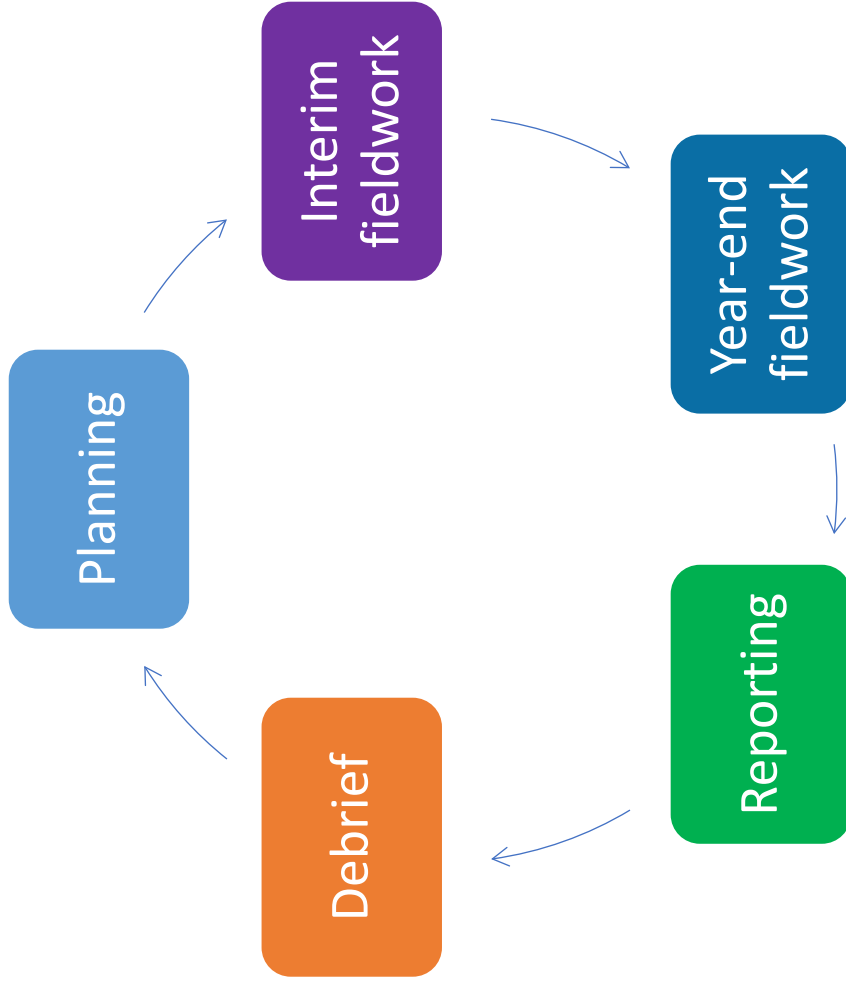 Planning
Interim
fieldwork
Year-end
fieldwork
Reporting
Debrief